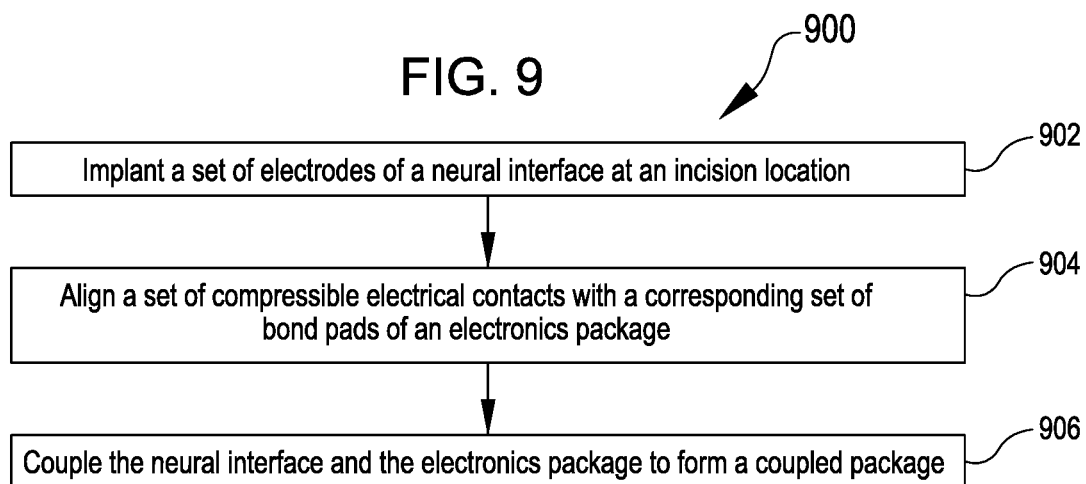 900
FIG. 9
902
Implant a set of electrodes of a neural interface at an incision location
904
Align a set of compressible electrical contacts with a corresponding set of
bond pads of an electronics package
906
Couple the neural interface and the electronics package to form a coupled package